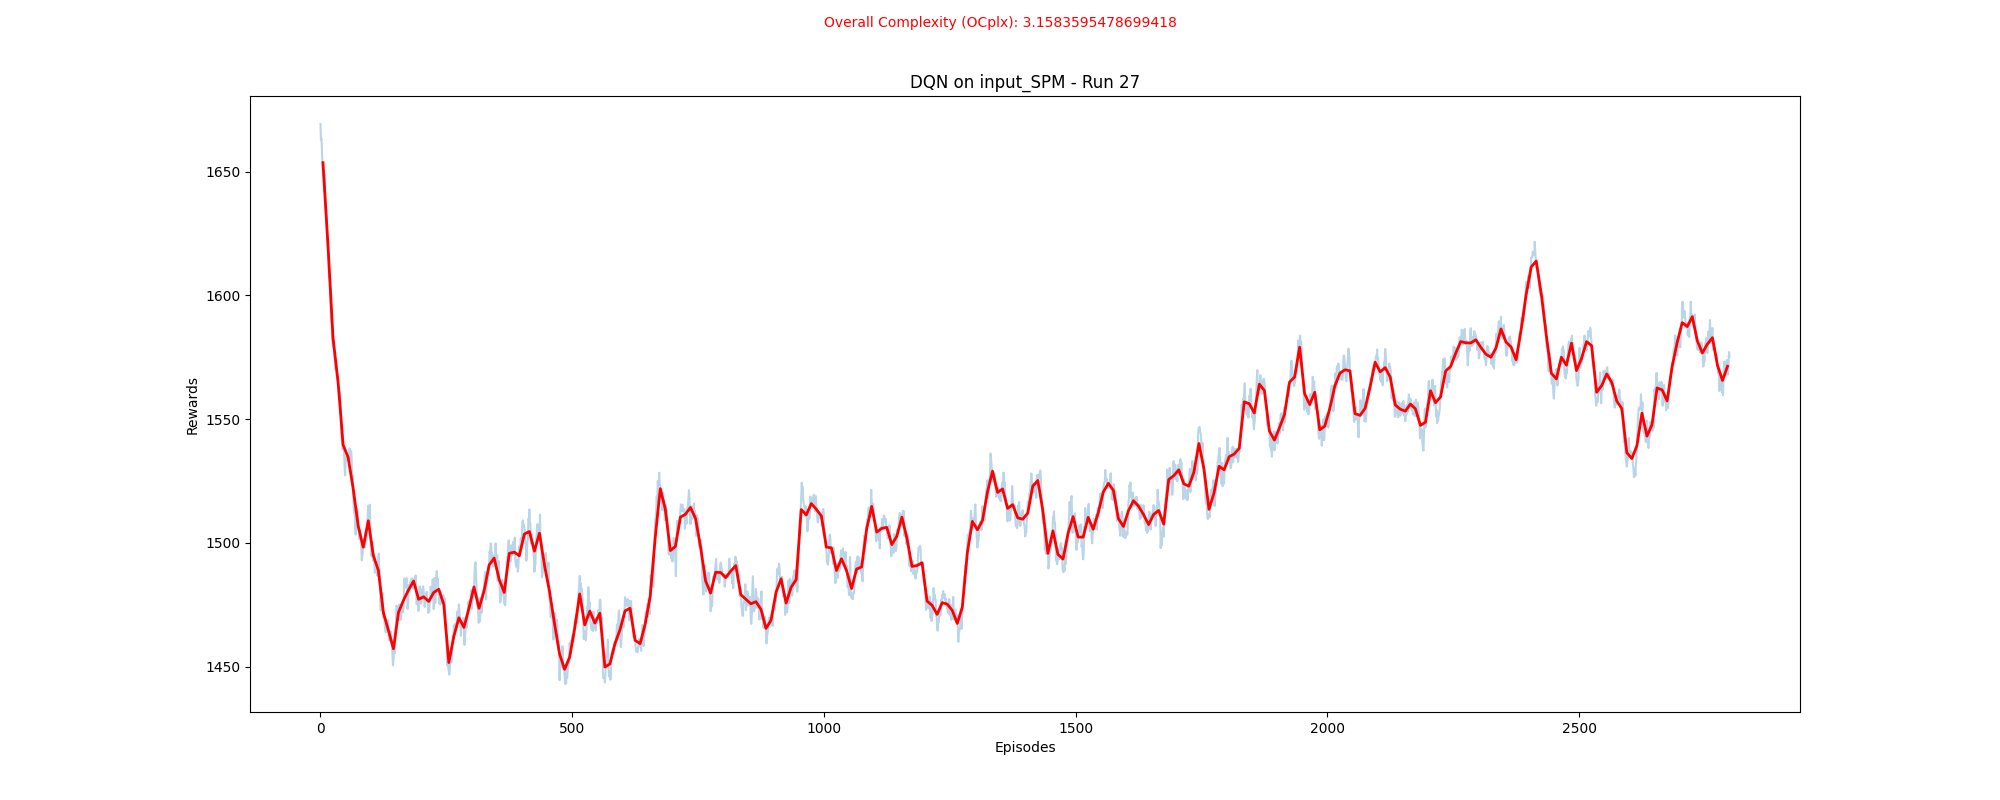 Overall Complexity (OCplx): 3.1583595478699418
DQN on input_SPM - Run 27
1650
1600
1550
1500
1450
Rewards
0 500 1000 1500 2000 2500
Episodes